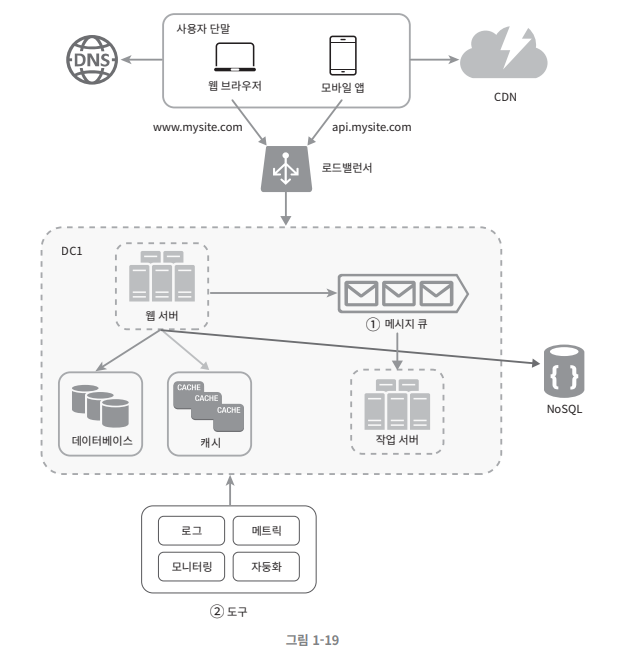 사용자 단말
DNS
웹 브라우저
모바일 앱
CDN
www.mysite.com
api.mysite.com
로드밸런서
DC1
웹 서버
① 메시지 큐
CACHE
CACHE
CACHE
{ }
데이터베이스
캐시
작업 서버
NoSQL
로그
메트릭
모니터링
자동화
② 도구
그림 1-19